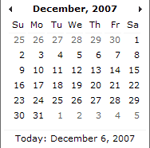 December, 2007
Su Mo Tu We Th Fr Sa
25 26 27 28 29 30 1
2 3 4 5 6 7 8
9 10 11 12 13 14 15
16 17 18 19 20 21 22
23 24 25 26 27 28 29
30 31 1 2 3 4 5
Today: December 6, 2007